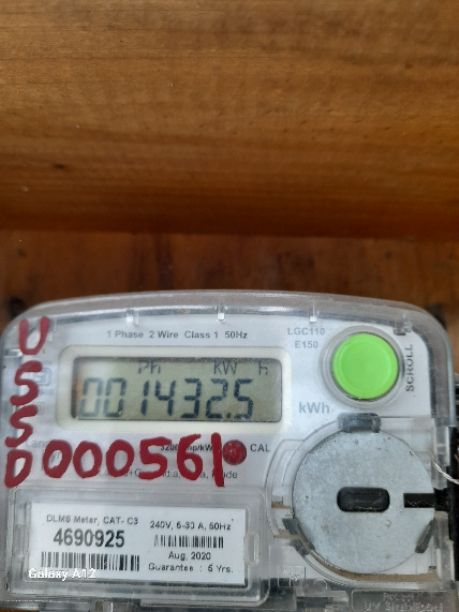 1 Phase 2 Wire Class 1 50Hz
LGC110
E150
SCROLL
Ph KW h
001432.5
kWh
CAL
USSD 000561
DLMS Meter, CAT- C3
240V, 5-30 A, 50Hz
4690925
Aug, 2020
Guarantee : 5 Yrs.
Galaxy A12